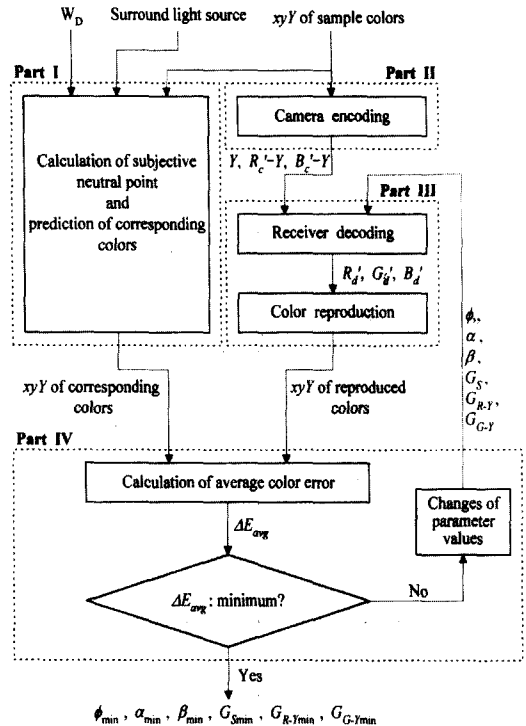 W_D
Surround light source
xyY of sample colors
Part I
Part II
Camera encoding
Calculation of subjective
neutral point
and
prediction of corresponding
colors
Y, R_c'-Y, B_c'-Y
Part III
Receiver decoding
R_d', G_d', B_d'
Color reproduction
ϕ,
α,
β,
G_S,
G_R-Y,
G_G-Y
xyY of corresponding
colors
xyY of reproduced
colors
Part IV
Calculation of average color error
ΔE_avg
Changes of
parameter
values
ΔE_avg : minimum?
No
Yes
ϕ_min , α_min , β_min , G_Smin , G_R-Ymin , G_G-Ymin